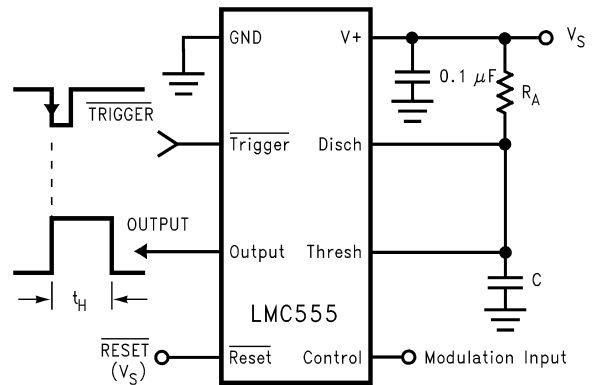 GND
V+
V_S
0.1 μF
R_A
TRIGGER
Trigger
Disch
OUTPUT
Output
Thresh
C
t_H
LMC555
RESET
(V_S)
Reset
Control
Modulation Input